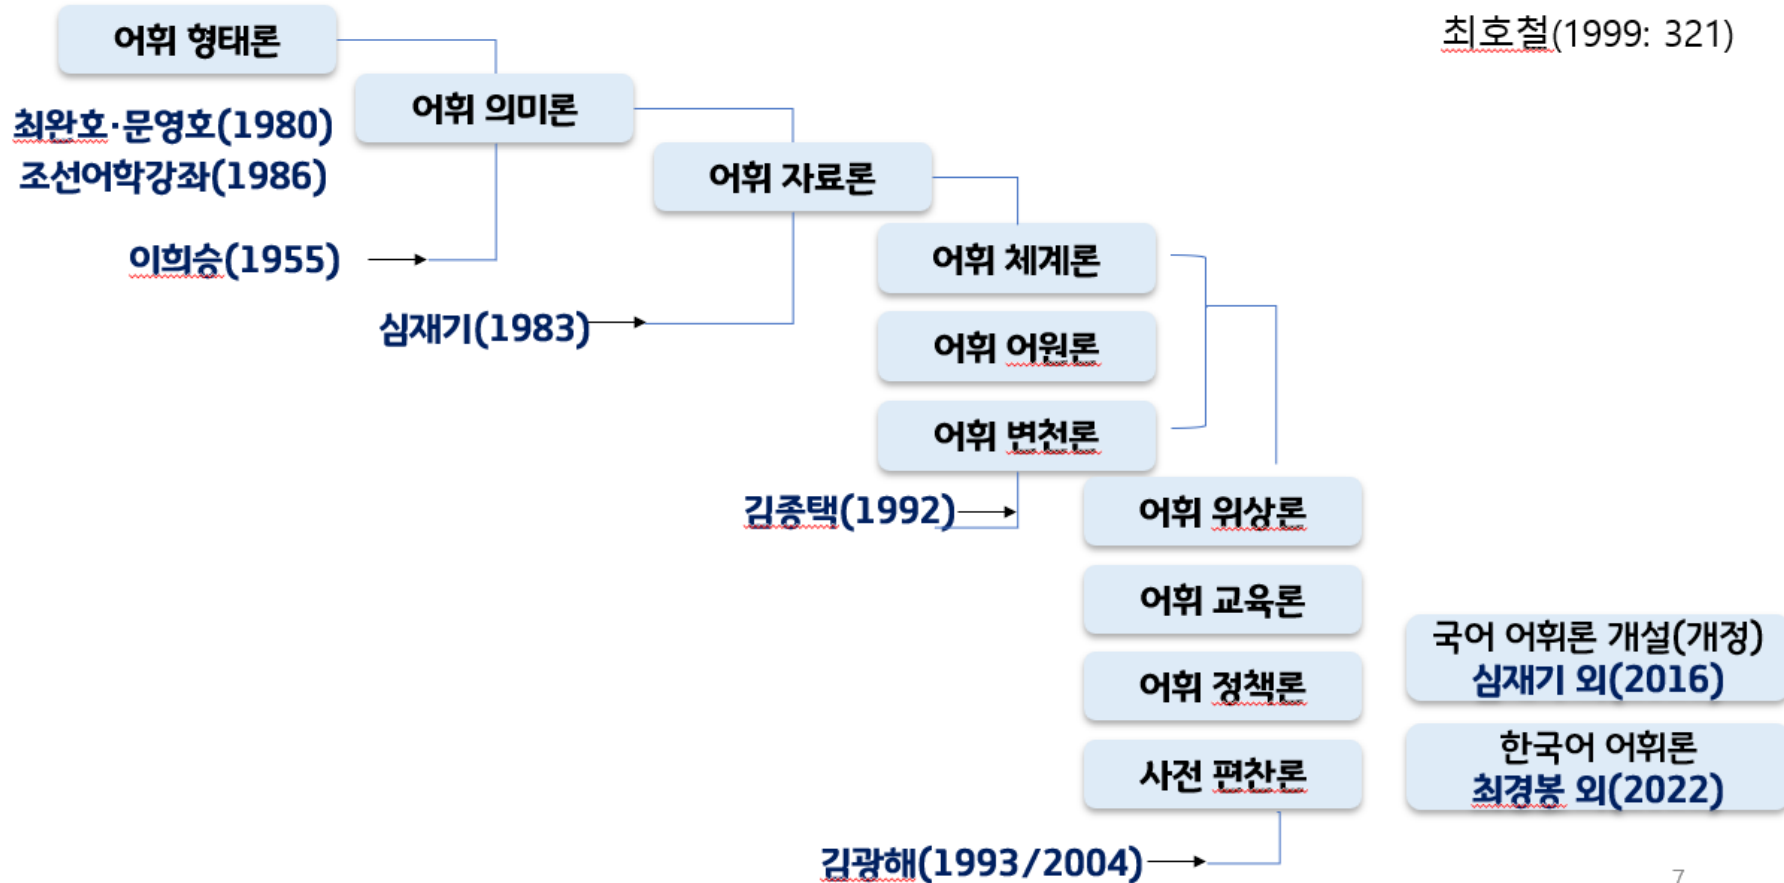 어휘 형태론
최호철(1999: 321)
어휘 의미론
최완호·문영호(1980)
조선어학강좌(1986)
어휘 자료론
이희승(1955)
어휘 체계론
심재기(1983)
어휘 어원론
어휘 변천론
김종택(1992)
어휘 위상론
어휘 교육론
어휘 정책론
국어 어휘론 개설(개정)
심재기 외(2016)
사전 편찬론
한국어 어휘론
최경봉 외(2022)
김광해(1993/2004)
7